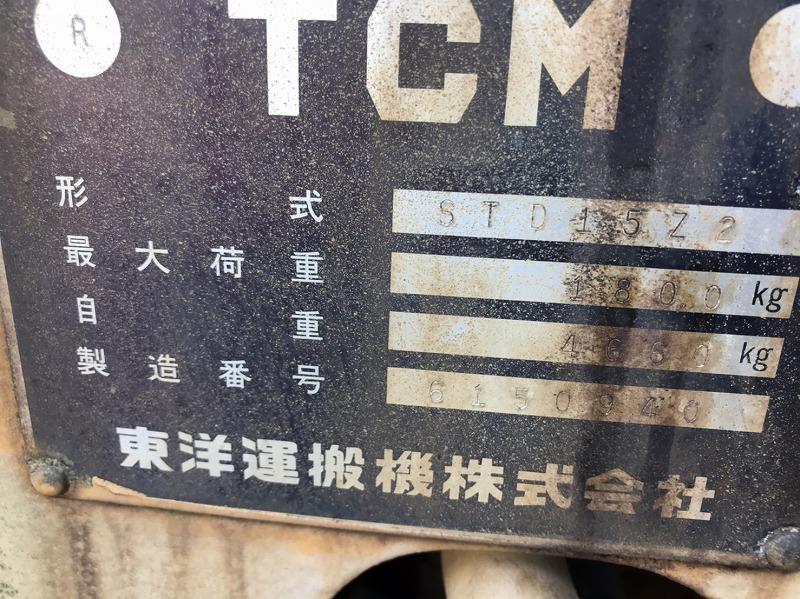 R
TCM
形式 STD15Z2
最大荷重 1800 kg
自重 kg
製造番号 6150940
東洋運搬機株式会社